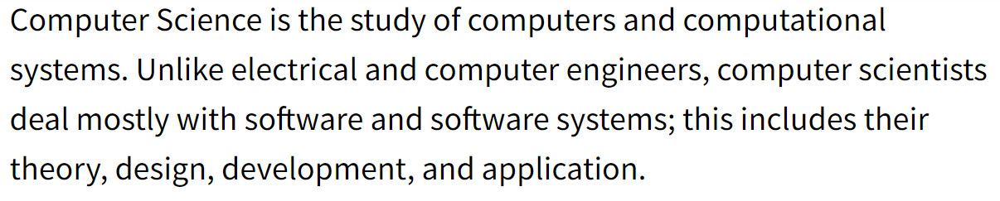 Computer Science is the study of computers and computational
systems. Unlike electrical and computer engineers, computer scientists
deal mostly with software and software systems; this includes their
theory, design, development, and application.